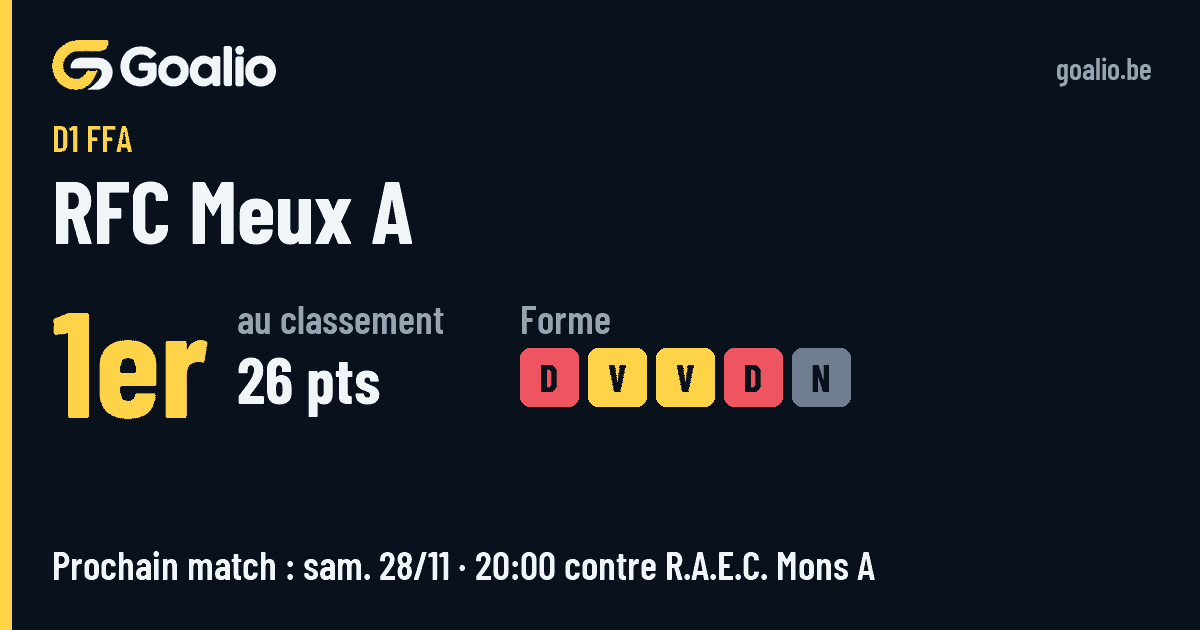 Goalio
goalio.be
D1 FFA
RFC Meux A
1er
au classement
26 pts
Forme
D V V D N
Prochain match : sam. 28/11 · 20:00 contre R.A.E.C. Mons A